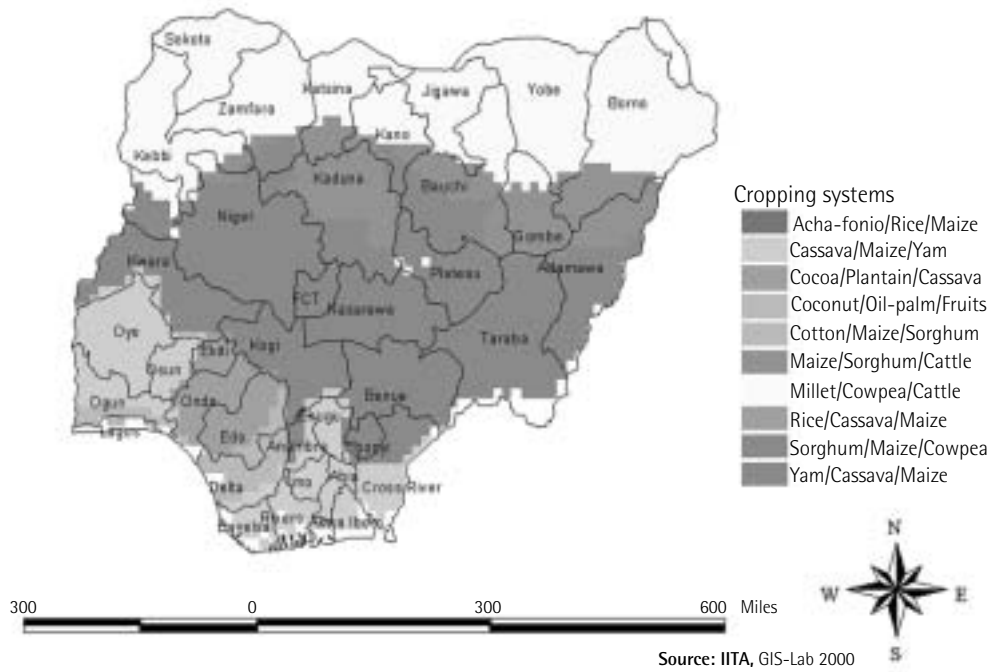 Sokoto
Katsina
Jigawa
Yobe
Borno
Zamfara
Kano
Kebbi
Kaduna
Bauchi
Niger
Gombe
Adamawa
Kwara
Plateau
FCT
Nasarawa
Oyo
Taraba
Ekiti
Kogi
Osun
Benue
Ogun
Ondo
Lagos
Edo
Anambra
Delta
Imo
Abia
Cross River
Rivers
Akwa Ibom
Cropping systems
Acha-fonio/Rice/Maize
Cassava/Maize/Yam
Cocoa/Plantain/Cassava
Coconut/Oil-palm/Fruits
Cotton/Maize/Sorghum
Maize/Sorghum/Cattle
Millet/Cowpea/Cattle
Rice/Cassava/Maize
Sorghum/Maize/Cowpea
Yam/Cassava/Maize
N
W E
S
300 0 300 600 Miles
Source: IITA, GIS-Lab 2000